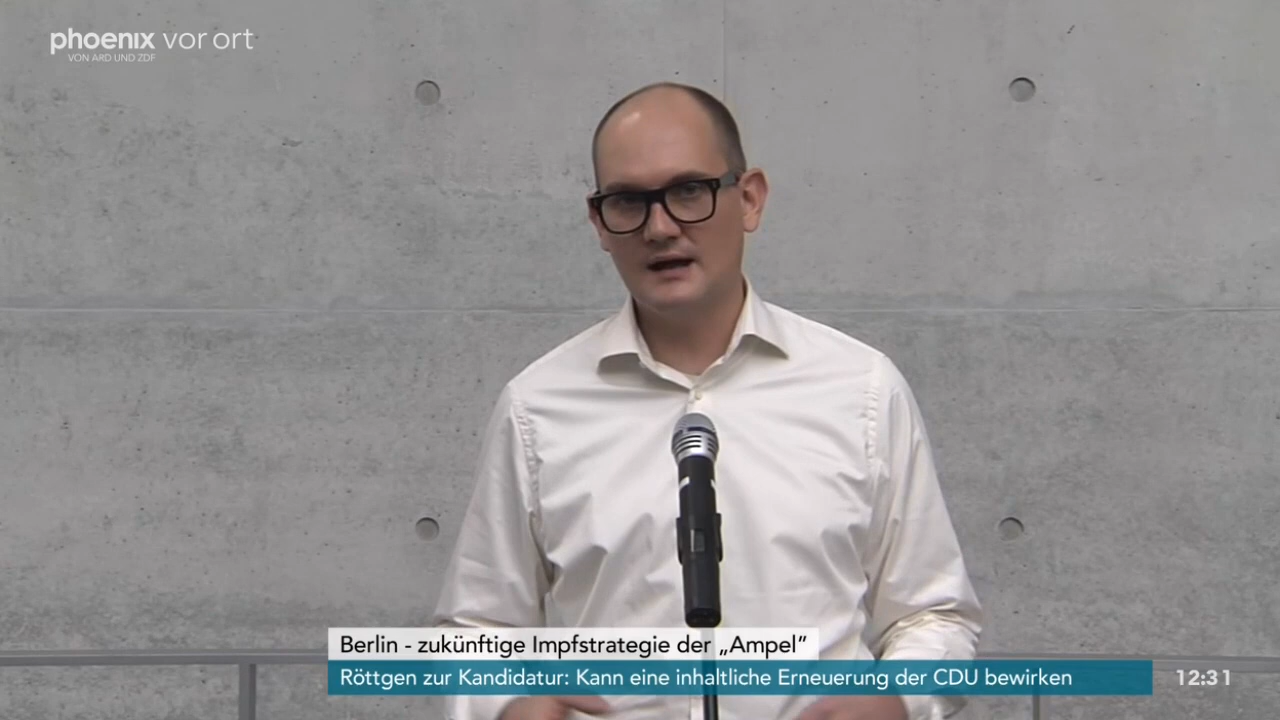 phoenix vor ort
VON ARD UND ZDF
Berlin - zukünftige Impfstrategie der „Ampel“
Röttgen zur Kandidatur: Kann eine inhaltliche Erneuerung der CDU bewirken
12:31